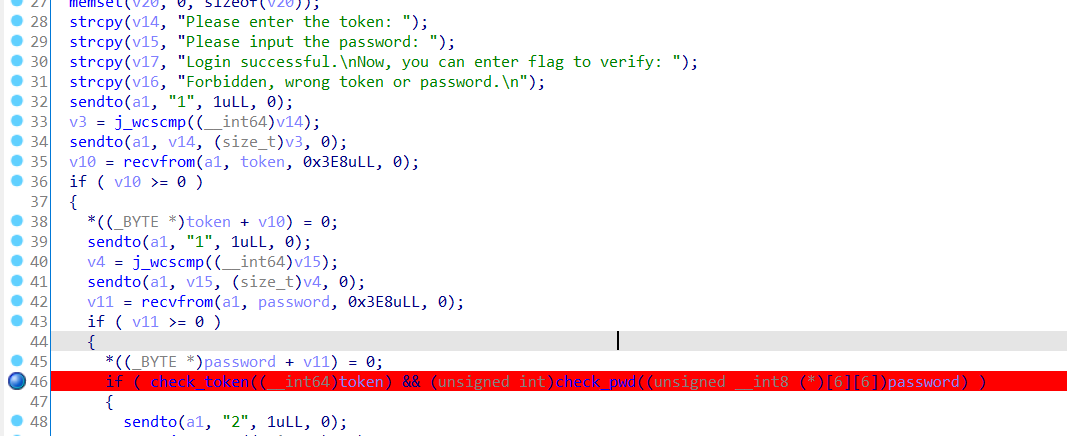 27 memset(v20, 0, sizeof(v20));
28 strcpy(v14, "Please enter the token: ");
29 strcpy(v15, "Please input the password: ");
30 strcpy(v17, "Login successful.\nNow, you can enter flag to verify: ");
31 strcpy(v16, "Forbidden, wrong token or password.\n");
32 sendto(a1, "1", 1uLL, 0);
33 v3 = j_wcscmp((__int64)v14);
34 sendto(a1, v14, (size_t)v3, 0);
35 v10 = recvfrom(a1, token, 0x3E8uLL, 0);
36 if ( v10 >= 0 )
37 {
38 *((_BYTE *)token + v10) = 0;
39 sendto(a1, "1", 1uLL, 0);
40 v4 = j_wcscmp((__int64)v15);
41 sendto(a1, v15, (size_t)v4, 0);
42 v11 = recvfrom(a1, password, 0x3E8uLL, 0);
43 if ( v11 >= 0 )
44 {
45 *((_BYTE *)password + v11) = 0;
46 if ( check_token((__int64)token) && (unsigned int)check_pwd((unsigned __int8 (*)[6][6])password) )
47 {
48 sendto(a1, "2", 1uLL, 0);